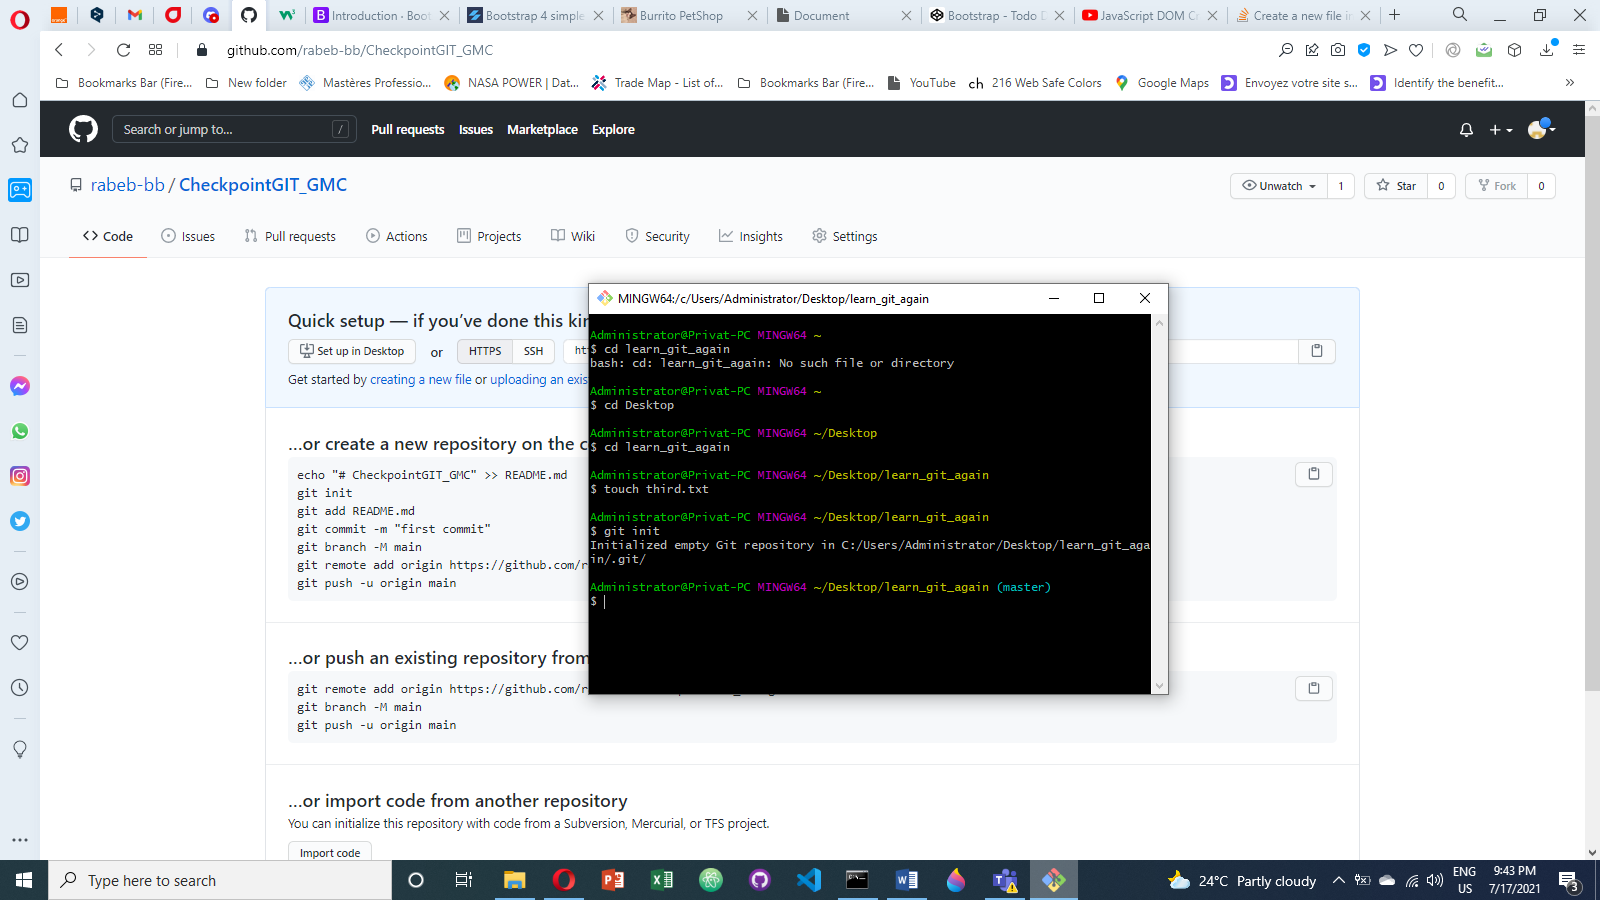 Introduction · Boot
Bootstrap 4 simple
Burrito PetShop
Document
Bootstrap - Todo
JavaScript DOM C
Create a new file in
github.com/rabeb-bb/CheckpointGIT_GMC
Bookmarks Bar (Fire...
New folder
Mastères Professio...
NASA POWER | Dat...
Trade Map - List of...
Bookmarks Bar (Fire...
YouTube
ch
216 Web Safe Colors
Google Maps
Envoyez votre site s...
Identify the benefit...
»
Search or jump to...
/
Pull requests
Issues
Marketplace
Explore
rabeb-bb / CheckpointGIT_GMC
Unwatch
1
Star
0
Fork
0
Code
Issues
Pull requests
Actions
Projects
Wiki
Security
Insights
Settings
Quick setup — if you've done this kin
Set up in Desktop
or
HTTPS
SSH
ht
Get started by creating a new file or uploading an exis
...or create a new repository on the c
echo "# CheckpointGIT_GMC" >> README.md
git init
git add README.md
git commit -m "first commit"
git branch -M main
git remote add origin https://github.com/r
git push -u origin main
...or push an existing repository from
git remote add origin https://github.com/r
git branch -M main
git push -u origin main
...or import code from another repository
You can initialize this repository with code from a Subversion, Mercurial, or TFS project.
Import code
MINGW64:/c/Users/Administrator/Desktop/learn_git_again
Administrator@Privat-PC MINGW64 ~
$ cd learn_git_again
bash: cd: learn_git_again: No such file or directory
Administrator@Privat-PC MINGW64 ~
$ cd Desktop
Administrator@Privat-PC MINGW64 ~/Desktop
$ cd learn_git_again
Administrator@Privat-PC MINGW64 ~/Desktop/learn_git_again
$ touch third.txt
Administrator@Privat-PC MINGW64 ~/Desktop/learn_git_again
$ git init
Initialized empty Git repository in C:/Users/Administrator/Desktop/learn_git_aga
in/.git/
Administrator@Privat-PC MINGW64 ~/Desktop/learn_git_again (master)
$
Type here to search
24°C Partly cloudy
ENG
US
9:43 PM
7/17/2021
3